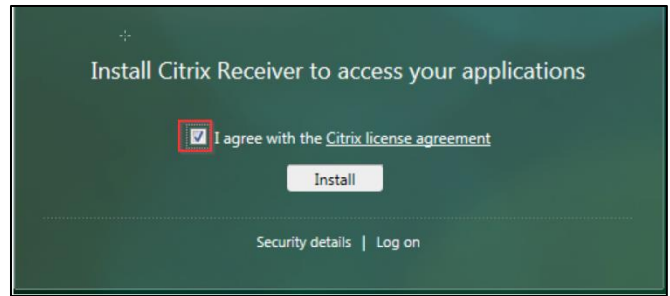 Install Citrix Receiver to access your applications
I agree with the Citrix license agreement
Install
Security details | Log on